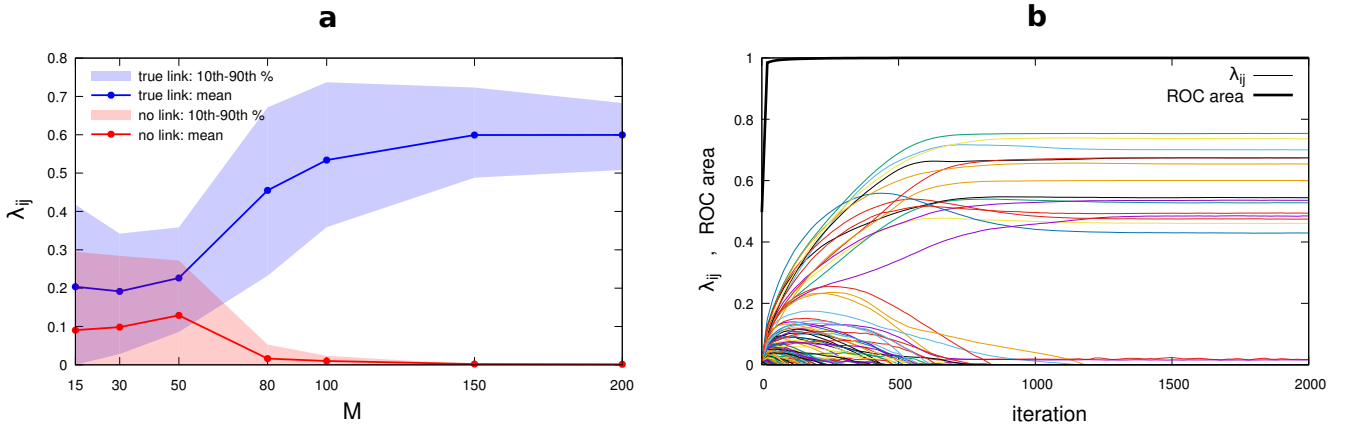 a
0.8
0.7
0.6
0.5
0.4
0.3
0.2
0.1
0
λij
true link: 10th-90th %
true link: mean
no link: 10th-90th %
no link: mean
15 30 50 80 100 150 200
M
b
1
0.8
0.6
0.4
0.2
0
λij , ROC area
λij
ROC area
0 500 1000 1500 2000
iteration